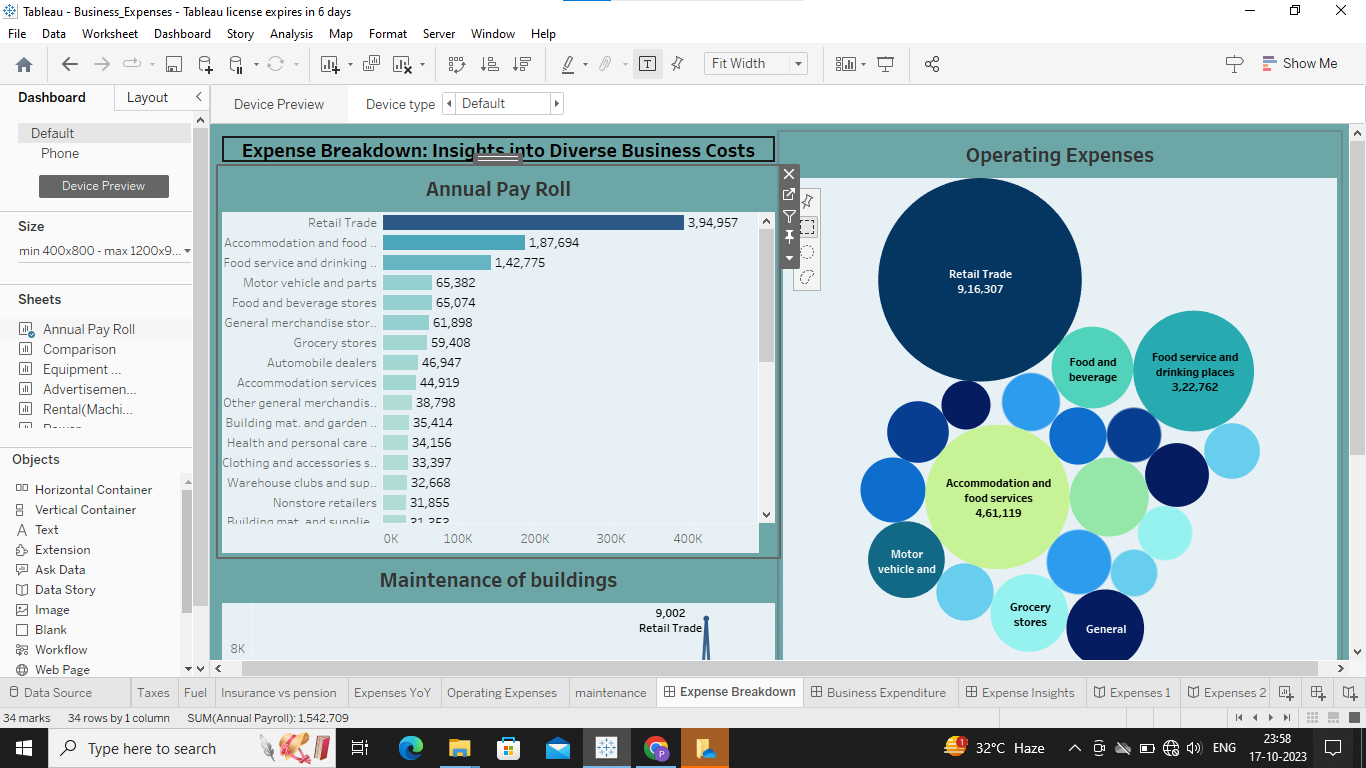 Tableau - Business_Expenses - Tableau license expires in 6 days
File Data Worksheet Dashboard Story Analysis Map Format Server Window Help
Fit Width
Show Me
Dashboard Layout
Default
Phone
Device Preview
Size
min 400x800 - max 1200x9...
Sheets
Annual Pay Roll
Comparison
Equipment ...
Advertisemen...
Rental(Machi...
Objects
Horizontal Container
Vertical Container
Text
Extension
Ask Data
Data Story
Image
Blank
Workflow
Web Page
Device Preview Device type Default
Expense Breakdown: Insights into Diverse Business Costs
Annual Pay Roll
Retail Trade 3,94,957
Accommodation and food .. 1,87,694
Food service and drinking .. 1,42,775
Motor vehicle and parts 65,382
Food and beverage stores 65,074
General merchandise stor.. 61,898
Grocery stores 59,408
Automobile dealers 46,947
Accommodation services 44,919
Other general merchandis.. 38,798
Building mat. and garden .. 35,414
Health and personal care .. 34,156
Clothing and accessories s.. 33,397
Warehouse clubs and sup.. 32,668
Nonstore retailers 31,855
Building mat. and supplie.. 31,353
0K 100K 200K 300K 400K
Maintenance of buildings
9,002
Retail Trade
8K
Operating Expenses
Retail Trade
9,16,307
Food and
beverage
Food service and
drinking places
3,22,762
Accommodation and
food services
4,61,119
Motor
vehicle and
Grocery
stores
General
Data Source Taxes Fuel Insurance vs pension Expenses YoY Operating Expenses maintenance Expense Breakdown Business Expenditure Expense Insights Expenses 1 Expenses 2
34 marks 34 rows by 1 column SUM(Annual Payroll): 1,542,709
Type here to search
1
32°C Haze
ENG
23:58
17-10-2023